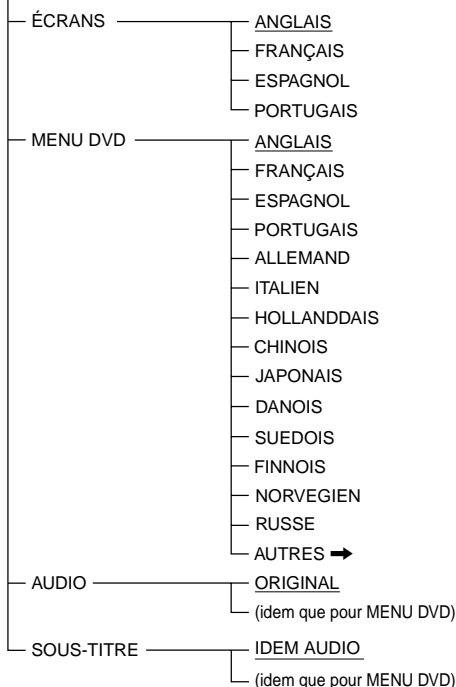 ÉCRANS ANGLAIS
FRANÇAIS
ESPAGNOL
PORTUGAIS
MENU DVD ANGLAIS
FRANÇAIS
ESPAGNOL
PORTUGAIS
ALLEMAND
ITALIEN
HOLLANDDAIS
CHINOIS
JAPONAIS
DANOIS
SUEDOIS
FINNOIS
NORVEGIEN
RUSSE
AUTRES ➡
AUDIO ORIGINAL
(idem que pour MENU DVD)
SOUS-TITRE IDEM AUDIO
(idem que pour MENU DVD)